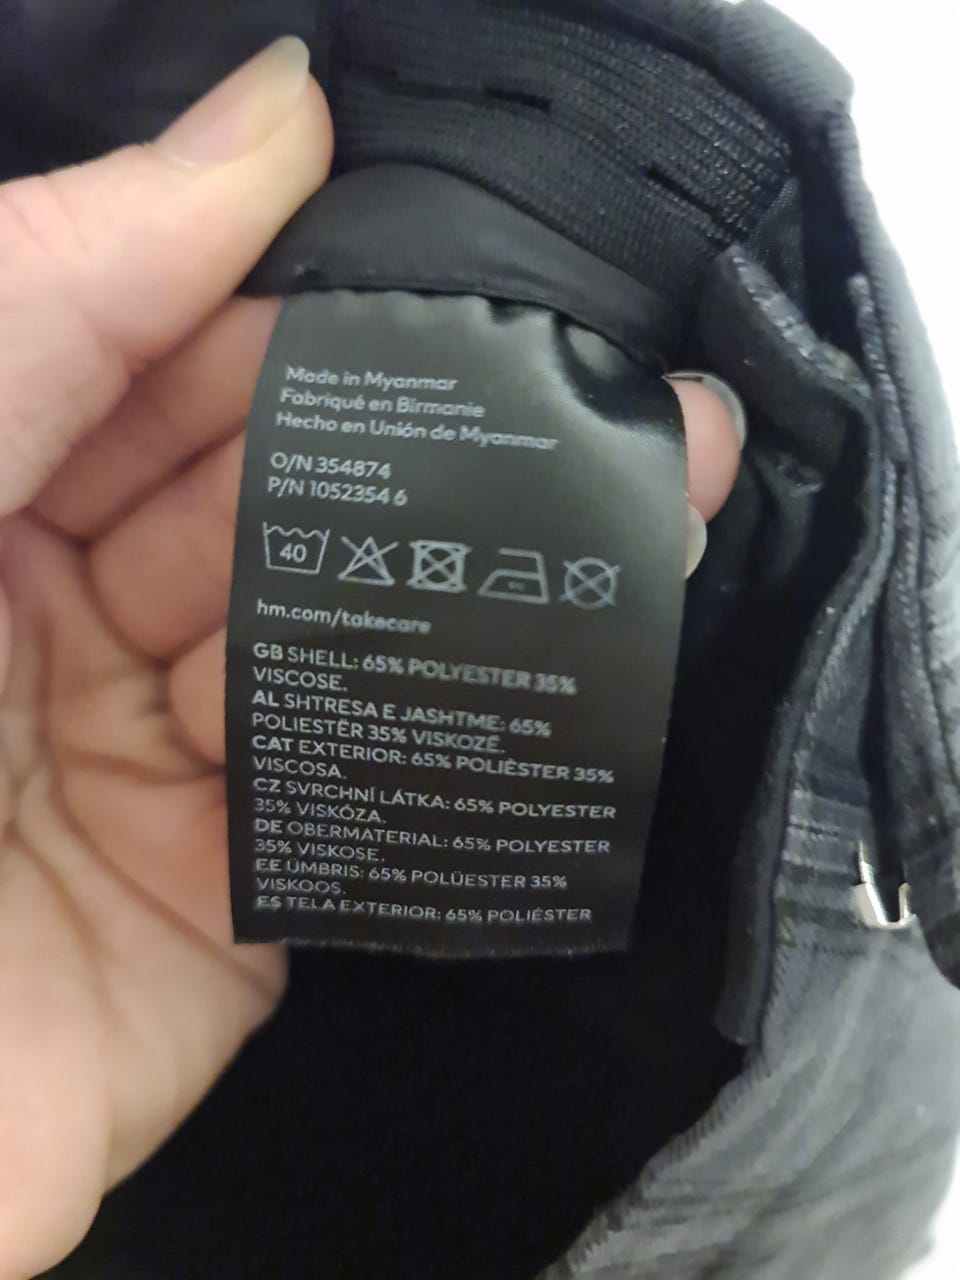 Made in Myanmar
Fabriqué en Birmanie
Hecho en Unión de Myanmar
O/N 354874
P/N 1052354 6
40
hm.com/takecare
GB SHELL: 65% POLYESTER 35%
VISCOSE.
AL SHTRESA E JASHTME: 65%
POLIESTËR 35% VISKOZË.
CAT EXTERIOR: 65% POLIÈSTER 35%
VISCOSA.
CZ SVRCHNÍ LÁTKA: 65% POLYESTER
35% VISKÓZA.
DE OBERMATERIAL: 65% POLYESTER
35% VISKOSE.
EE ÜMBRIS: 65% POLÜESTER 35%
VISKOOS.
ES TELA EXTERIOR: 65% POLIÉSTER